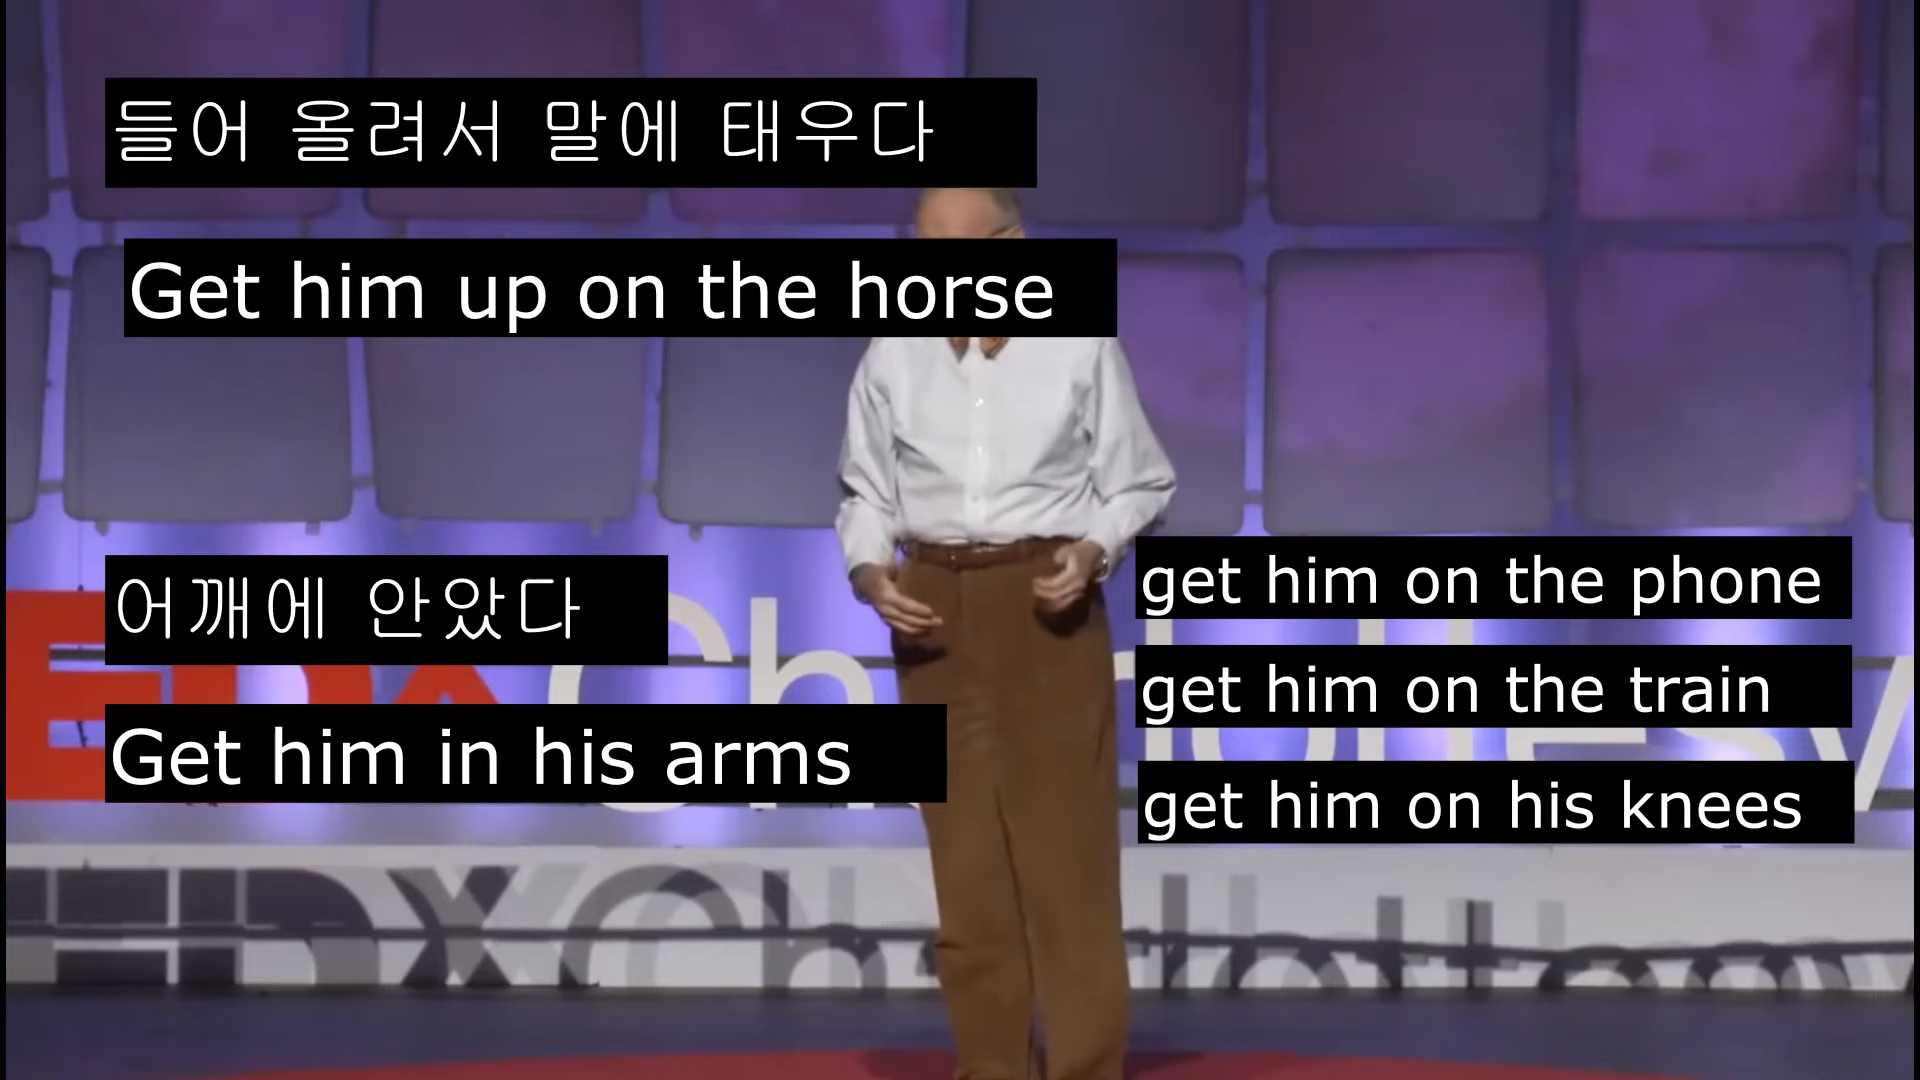 들어 올려서 말에 태우다
Get him up on the horse
어깨에 안았다
Get him in his arms
get him on the phone
get him on the train
get him on his knees